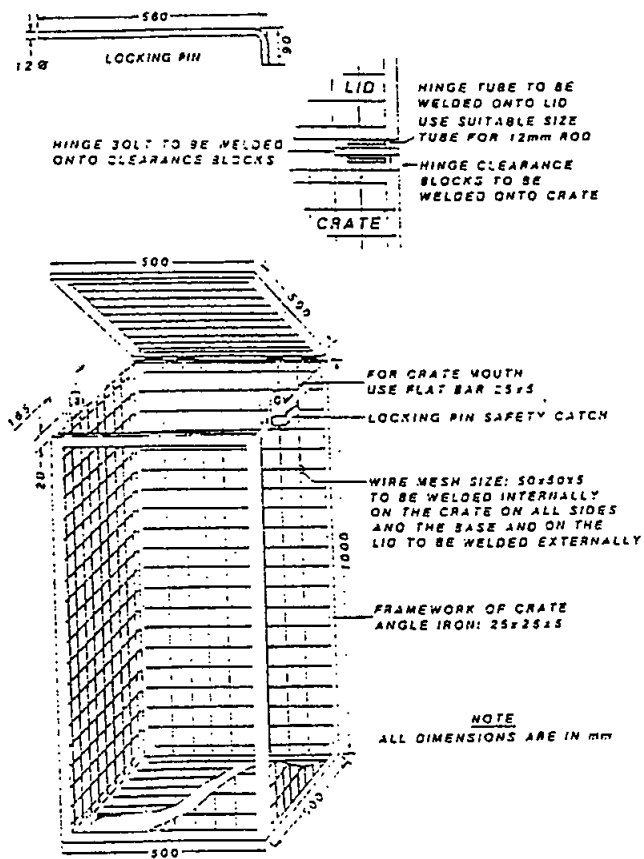 560
12 Ø
90
LOCKING PIN
LID
HINGE TUBE TO BE
WELDED ONTO LID
USE SUITABLE SIZE
TUBE FOR 12mm ROD
HINGE BOLT TO BE WELDED
ONTO CLEARANCE BLOCKS
HINGE CLEARANCE
BLOCKS TO BE
WELDED ONTO CRATE
CRATE
500
500
FOR CRATE MOUTH
USE FLAT BAR 25x5
LOCKING PIN SAFETY CATCH
165
20
WIRE MESH SIZE: 50x50x5
TO BE WELDED INTERNALLY
ON THE CRATE ON ALL SIDES
AND THE BASE AND ON THE
LID TO BE WELDED EXTERNALLY
1000
FRAMEWORK OF CRATE
ANGLE IRON: 25x25x5
NOTE
ALL DIMENSIONS ARE IN mm
500
500